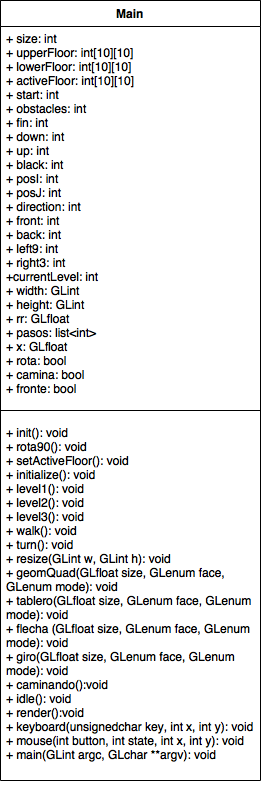 Main
+ size: int
+ upperFloor: int[10][10]
+ lowerFloor: int[10][10]
+ activeFloor: int[10][10]
+ start: int
+ obstacles: int
+ fin: int
+ down: int
+ up: int
+ black: int
+ posI: int
+ posJ: int
+ direction: int
+ front: int
+ back: int
+ left9: int
+ right3: int
+currentLevel: int
+ width: GLint
+ height: GLint
+ rr: GLfloat
+ pasos: list<int>
+ x: GLfloat
+ rota: bool
+ camina: bool
+ fronte: bool
+ init(): void
+ rota90(): void
+ setActiveFloor(): void
+ initialize(): void
+ level1(): void
+ level2(): void
+ level3(): void
+ walk(): void
+ turn(): void
+ resize(GLint w, GLint h): void
+ geomQuad(GLfloat size, GLenum face,
GLenum mode): void
+ tablero(GLfloat size, GLenum face, GLenum
mode): void
+ flecha (GLfloat size, GLenum face, GLenum
mode): void
+ giro(GLfloat size, GLenum face, GLenum
mode): void
+ caminando():void
+ idle(): void
+ render():void
+ keyboard(unsignedchar key, int x, int y): void
+ mouse(int button, int state, int x, int y): void
+ main(GLint argc, GLchar **argv): void